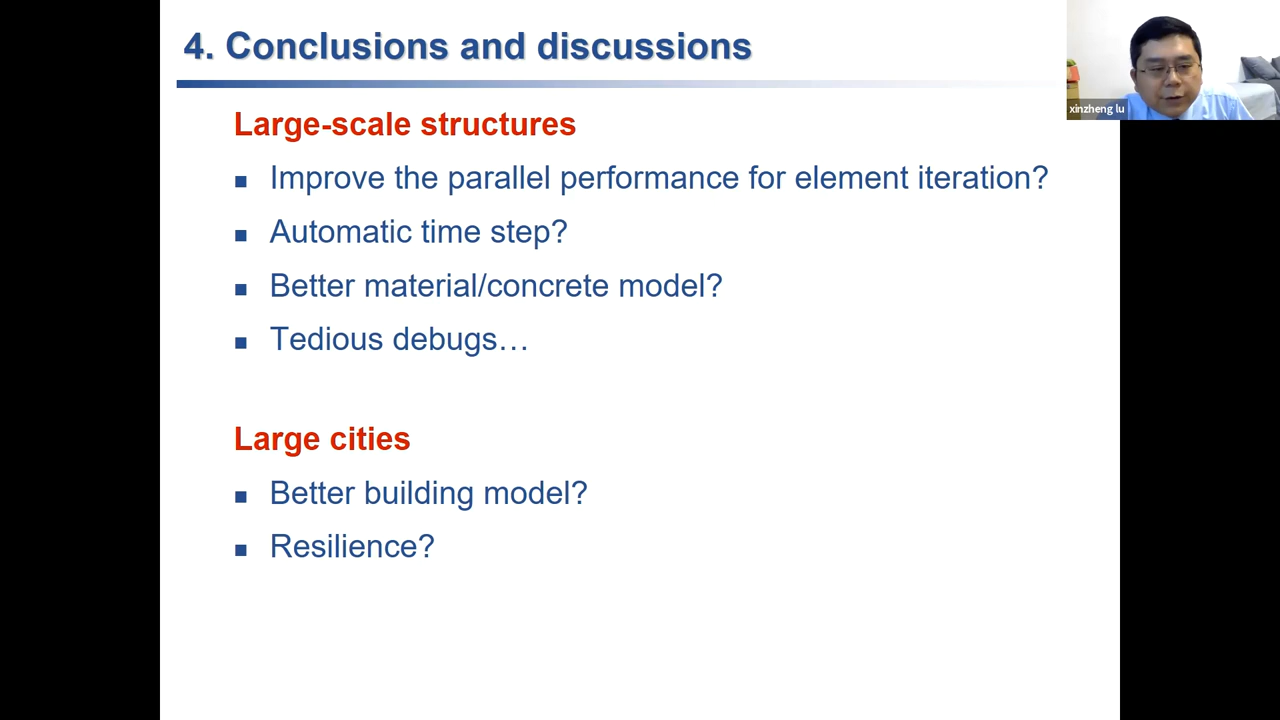 4. Conclusions and discussions
xinzheng lu
Large-scale structures
Improve the parallel performance for element iteration?
Automatic time step?
Better material/concrete model?
Tedious debugs…
Large cities
Better building model?
Resilience?